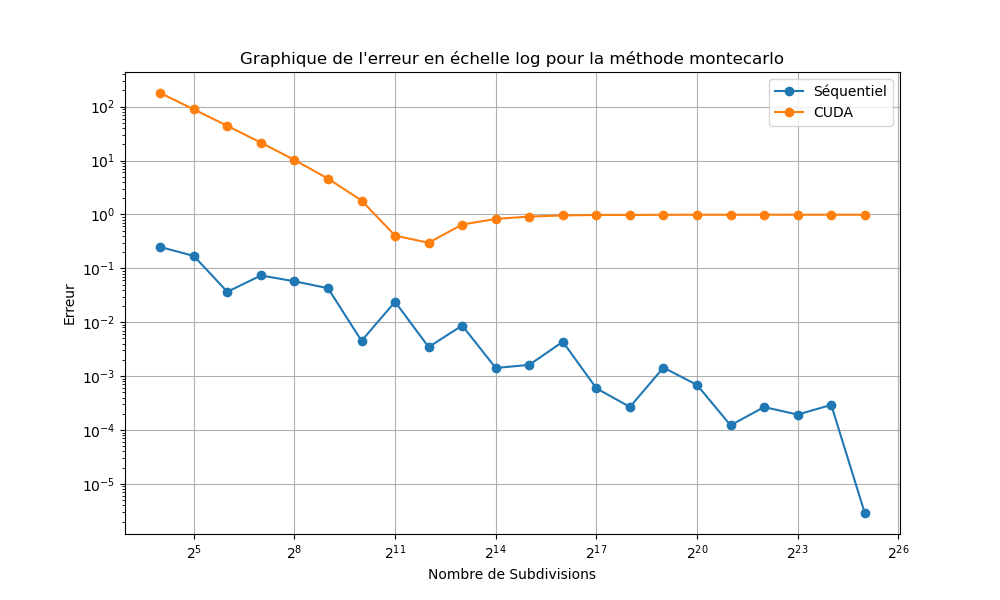 Graphique de l'erreur en échelle log pour la méthode montecarlo
Séquentiel
CUDA
Erreur
10²
10¹
10⁰
10⁻¹
10⁻²
10⁻³
10⁻⁴
10⁻⁵
2⁵ 2⁸ 2¹¹ 2¹⁴ 2¹⁷ 2²⁰ 2²³ 2²⁶
Nombre de Subdivisions